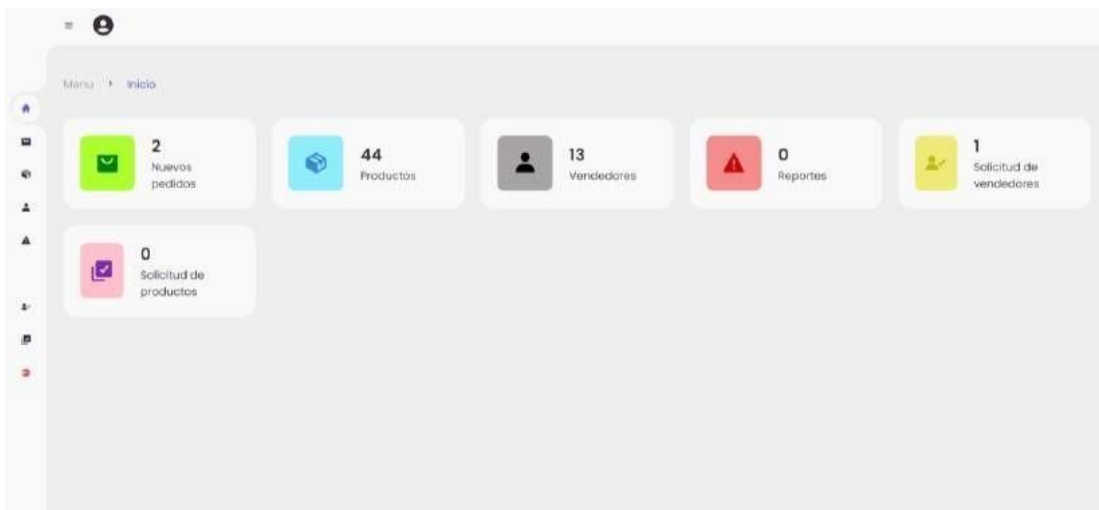 Menu
Inicio
2
Nuevos
pedidos
44
Productos
13
Vendedores
0
Reportes
1
Solicitud de
vendedores
0
Solicitud de
productos